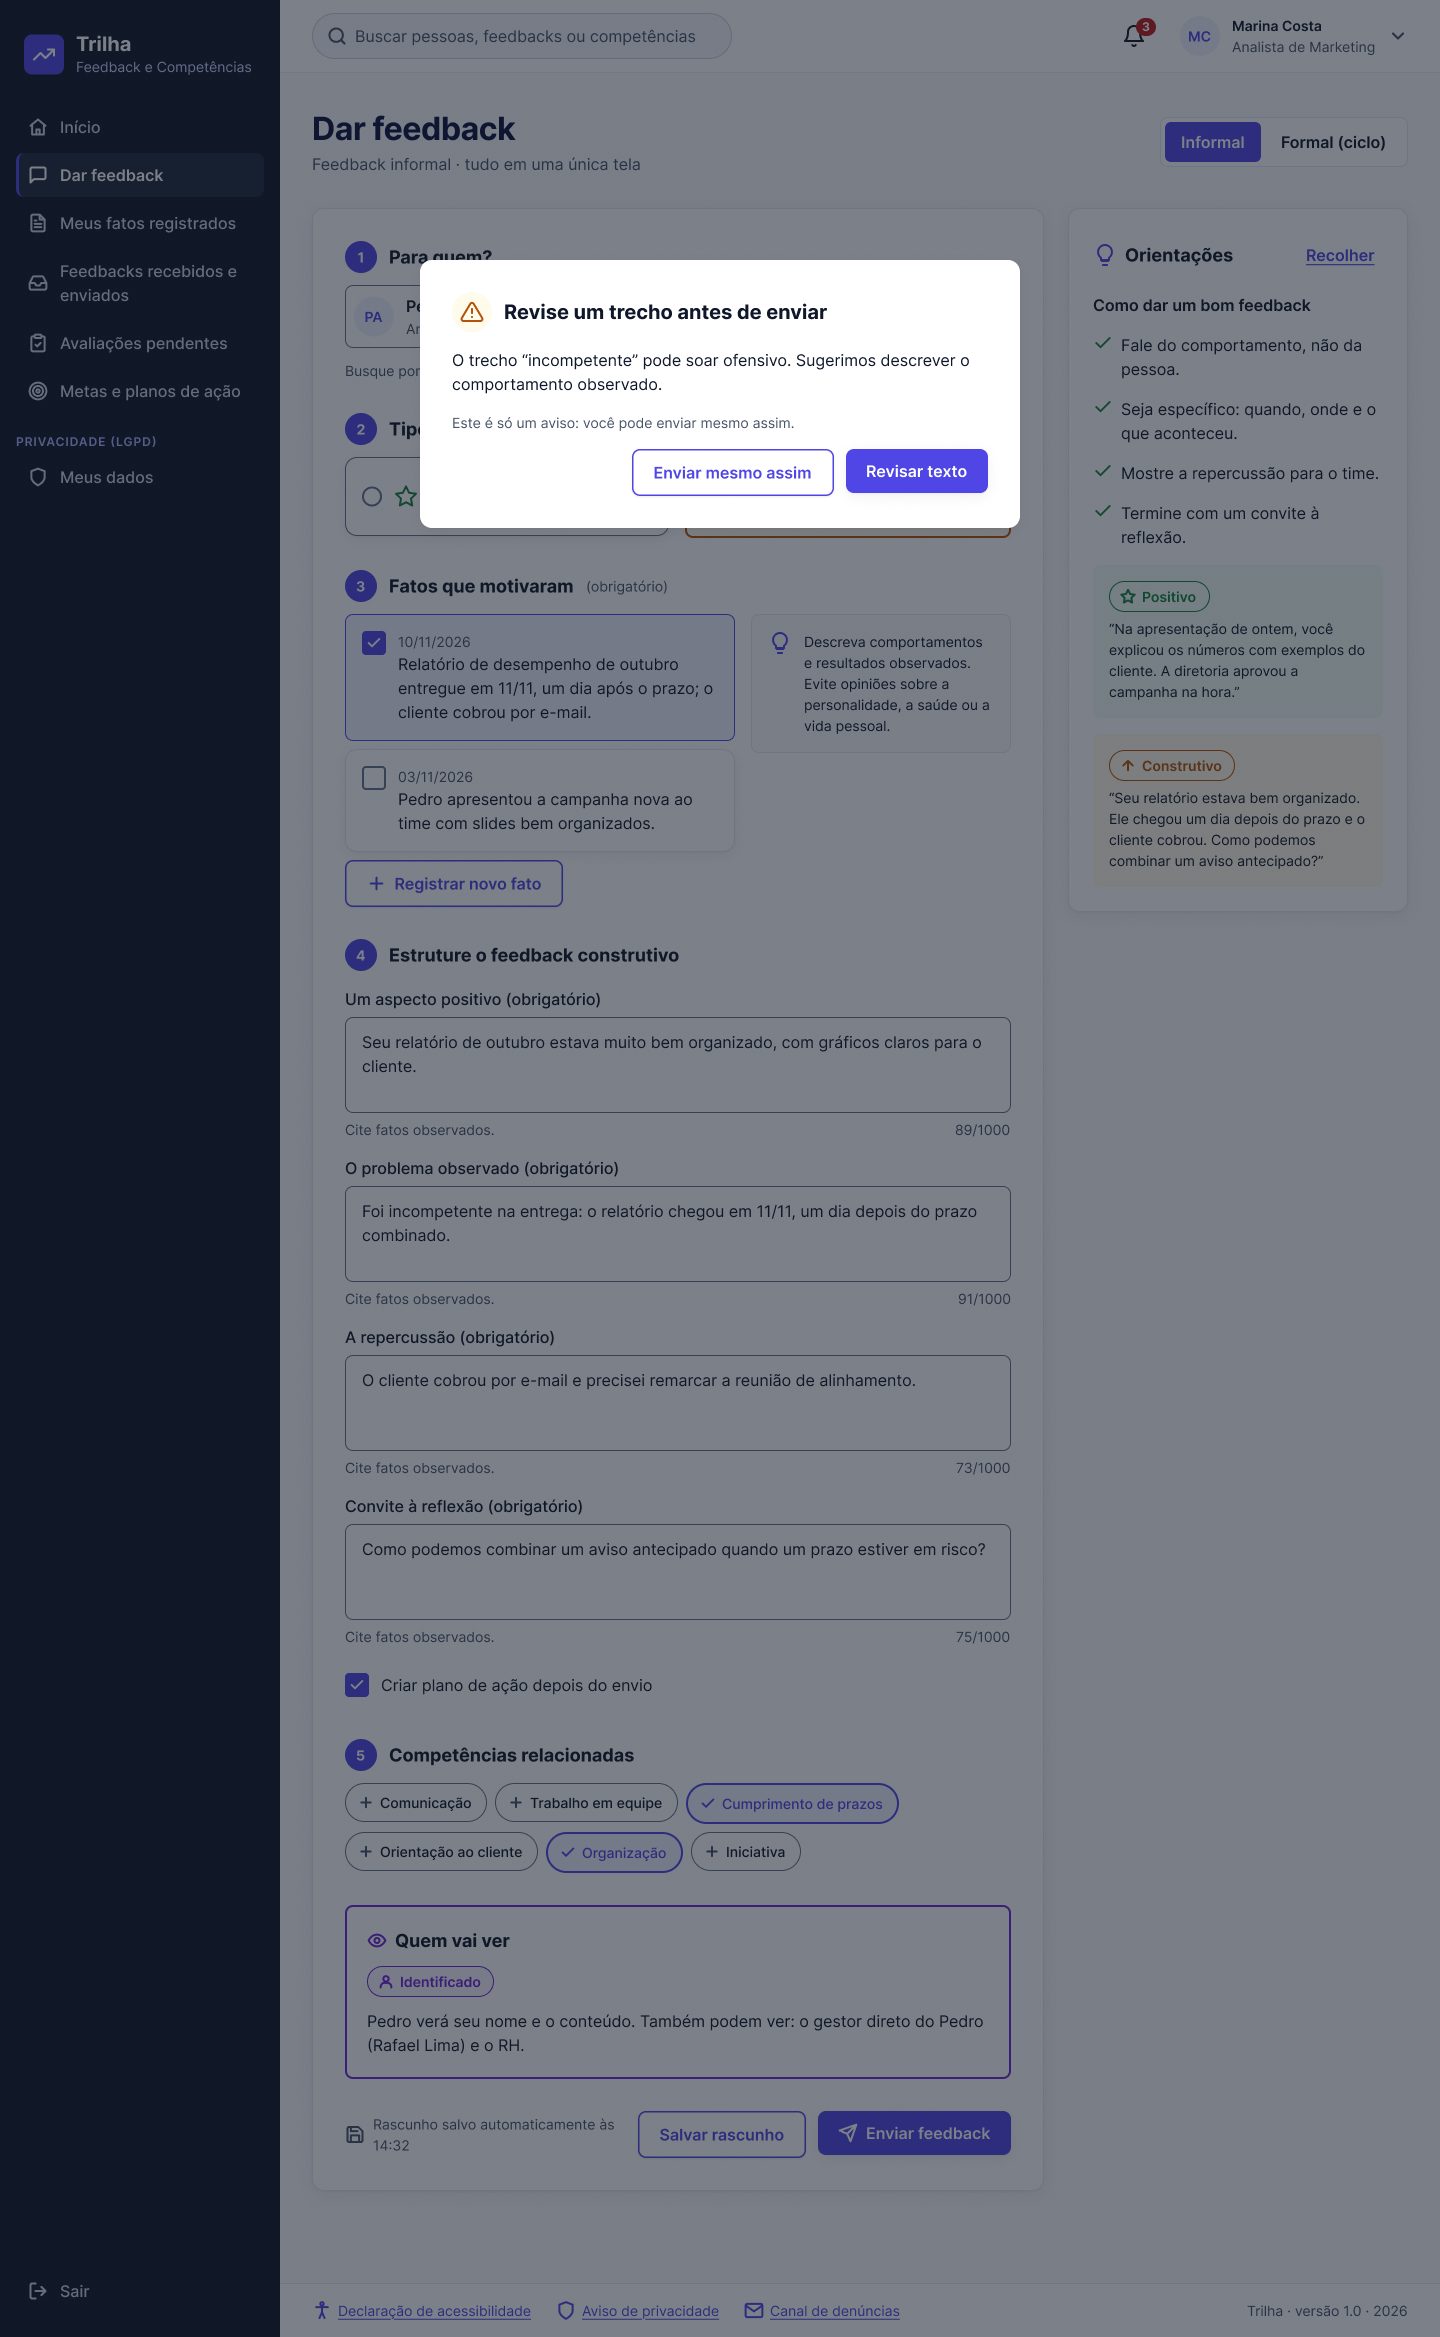 Trilha
Feedback e Competências
Início
Dar feedback
Meus fatos registrados
Feedbacks recebidos e
enviados
Avaliações pendentes
Metas e planos de ação
PRIVACIDADE (LGPD)
Meus dados
Sair
Buscar pessoas, feedbacks ou competências
3
MC
Marina Costa
Analista de Marketing
Dar feedback
Feedback informal · tudo em uma única tela
Informal
Formal (ciclo)
1
Para quem?
PA
Busque por
2
3
Fatos que motivaram (obrigatório)
10/11/2026
Relatório de desempenho de outubro
entregue em 11/11, um dia após o prazo; o
cliente cobrou por e-mail.
Descreva comportamentos
e resultados observados.
Evite opiniões sobre a
personalidade, a saúde ou a
vida pessoal.
03/11/2026
Pedro apresentou a campanha nova ao
time com slides bem organizados.
Registrar novo fato
4
Estruture o feedback construtivo
Um aspecto positivo (obrigatório)
Seu relatório de outubro estava muito bem organizado, com gráficos claros para o
cliente.
Cite fatos observados.
89/1000
O problema observado (obrigatório)
Foi incompetente na entrega: o relatório chegou em 11/11, um dia depois do prazo
combinado.
Cite fatos observados.
91/1000
A repercussão (obrigatório)
O cliente cobrou por e-mail e precisei remarcar a reunião de alinhamento.
Cite fatos observados.
73/1000
Convite à reflexão (obrigatório)
Como podemos combinar um aviso antecipado quando um prazo estiver em risco?
Cite fatos observados.
75/1000
Criar plano de ação depois do envio
5
Competências relacionadas
Comunicação
Trabalho em equipe
Cumprimento de prazos
Orientação ao cliente
Organização
Iniciativa
Quem vai ver
Identificado
Pedro verá seu nome e o conteúdo. Também podem ver: o gestor direto do Pedro
(Rafael Lima) e o RH.
Rascunho salvo automaticamente às
14:32
Salvar rascunho
Enviar feedback
Revise um trecho antes de enviar
O trecho “incompetente” pode soar ofensivo. Sugerimos descrever o
comportamento observado.
Este é só um aviso: você pode enviar mesmo assim.
Enviar mesmo assim
Revisar texto
Orientações
Recolher
Como dar um bom feedback
Fale do comportamento, não da
pessoa.
Seja específico: quando, onde e o
que aconteceu.
Mostre a repercussão para o time.
Termine com um convite à
reflexão.
Positivo
“Na apresentação de ontem, você
explicou os números com exemplos do
cliente. A diretoria aprovou a
campanha na hora.”
Construtivo
“Seu relatório estava bem organizado.
Ele chegou um dia depois do prazo e o
cliente cobrou. Como podemos
combinar um aviso antecipado?”
Declaração de acessibilidade
Aviso de privacidade
Canal de denúncias
Trilha · versão 1.0 · 2026